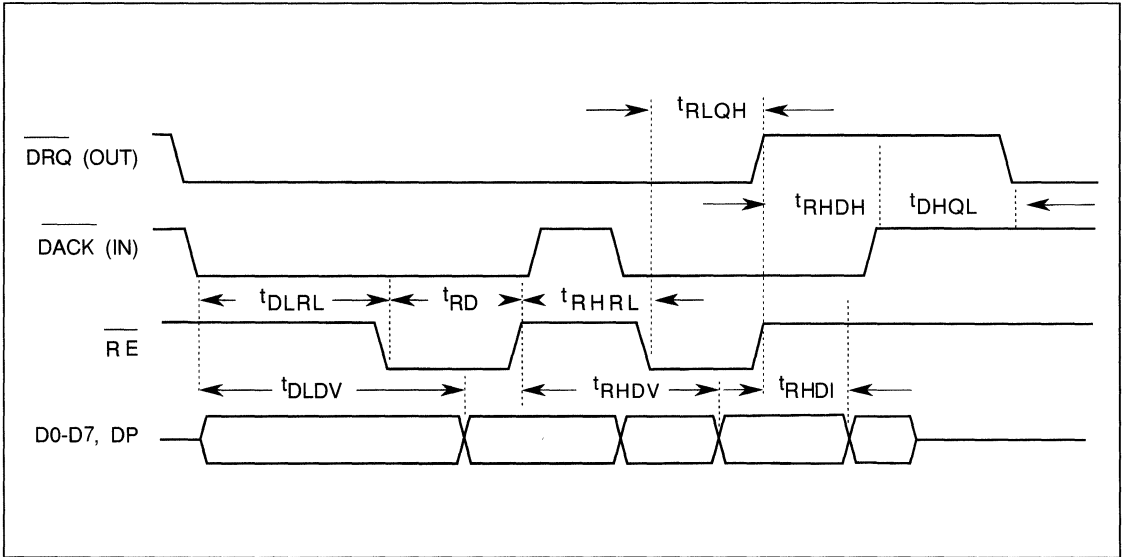 tRLQH
DRQ (OUT)
tRHDH
tDHQL
DACK (IN)
tDLRL
tRD
tRHRL
RE
tDLDV
tRHDV
tRHDI
D0-D7, DP